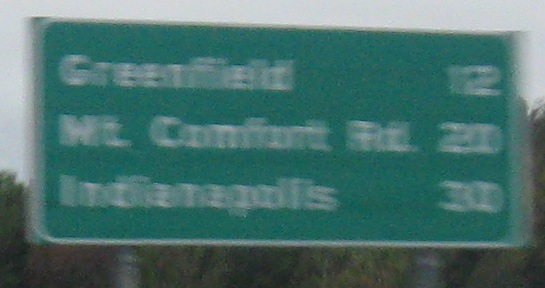 Greenfield 12
Mt. Comfort Rd. 20
Indianapolis 30